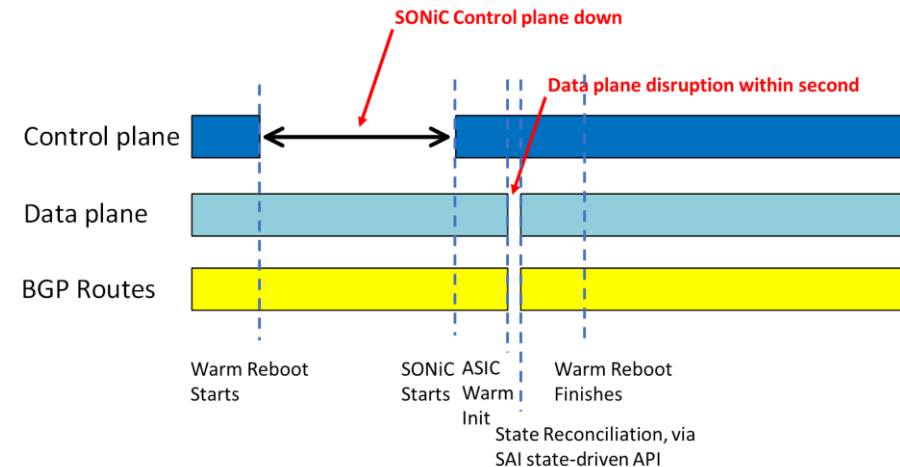 SONiC Control plane down
Data plane disruption within second
Control plane
Data plane
BGP Routes
Warm Reboot
Starts
SONiC
Starts
ASIC
Warm
Init
Warm Reboot
Finishes
State Reconciliation, via
SAI state-driven API